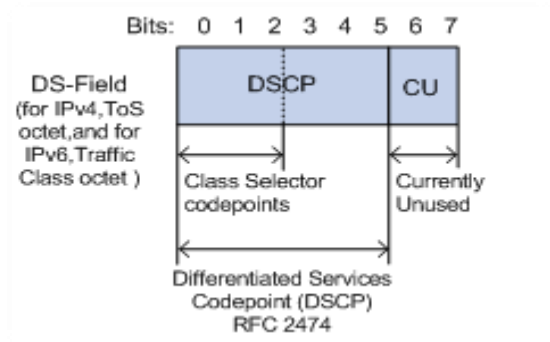 Bits: 0 1 2 3 4 5 6 7
DS-Field
(for IPv4,ToS
octet,and for
IPv6,Traffic
Class octet )
DSCP
CU
Class Selector
codepoints
Currently
Unused
Differentiated Services
Codepoint (DSCP)
RFC 2474